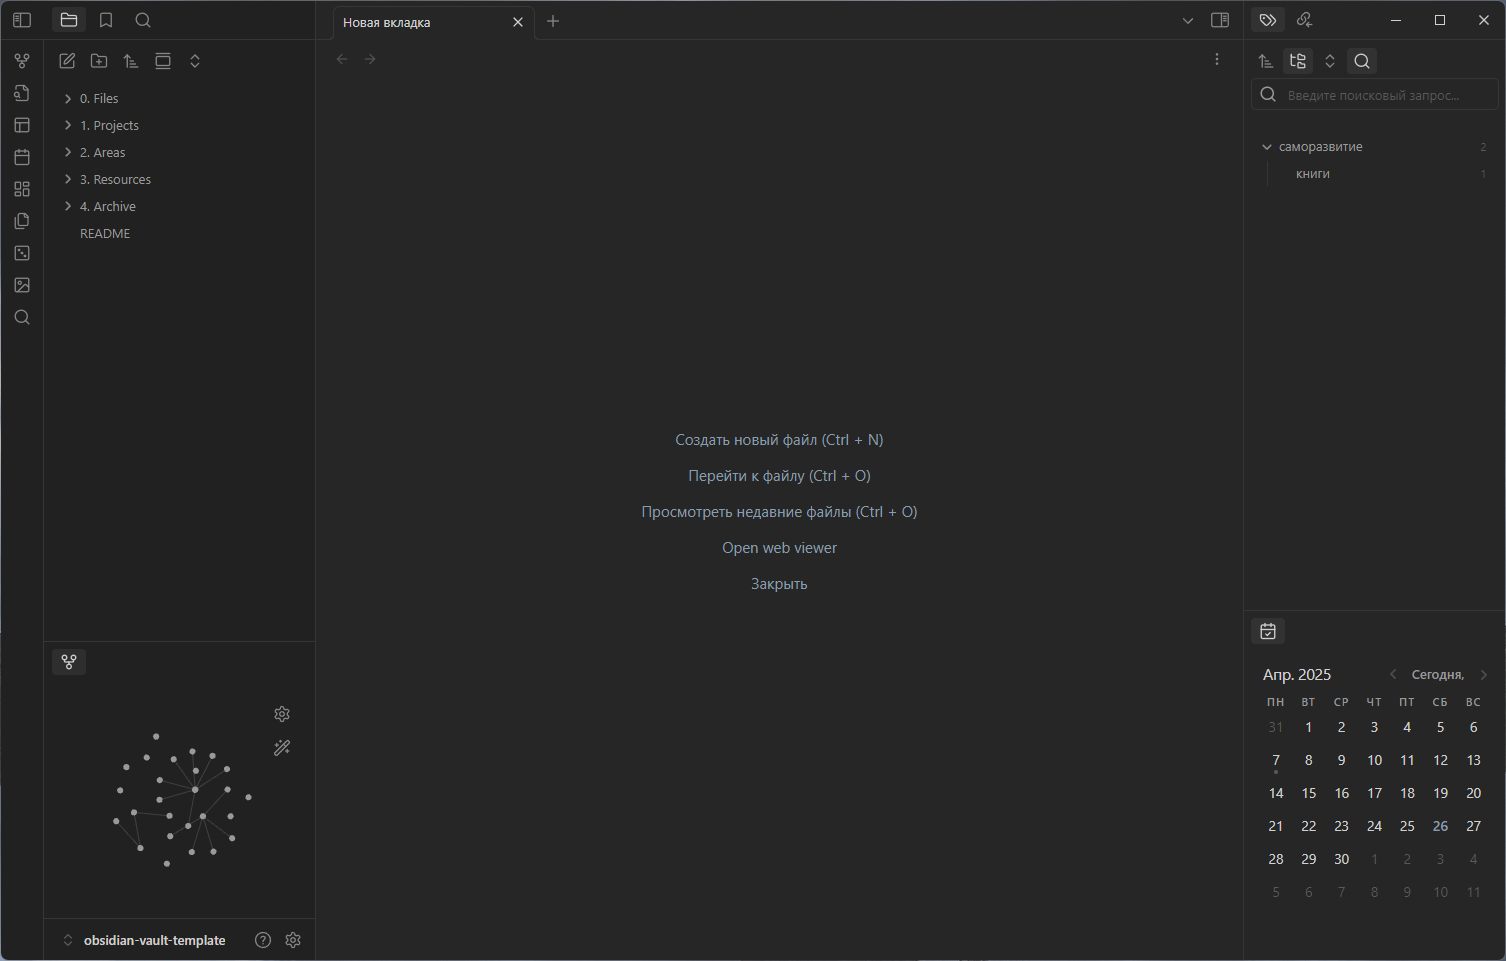 Новая вкладка
0. Files
1. Projects
2. Areas
3. Resources
4. Archive
README
Создать новый файл (Ctrl + N)
Перейти к файлу (Ctrl + O)
Просмотреть недавние файлы (Ctrl + O)
Open web viewer
Закрыть
Введите поисковый запрос...
саморазвитие 2
книги 1
Апр. 2025 Сегодня,
ПН ВТ СР ЧТ ПТ СБ ВС
31 1 2 3 4 5 6
7 8 9 10 11 12 13
14 15 16 17 18 19 20
21 22 23 24 25 26 27
28 29 30 1 2 3 4
5 6 7 8 9 10 11
obsidian-vault-template